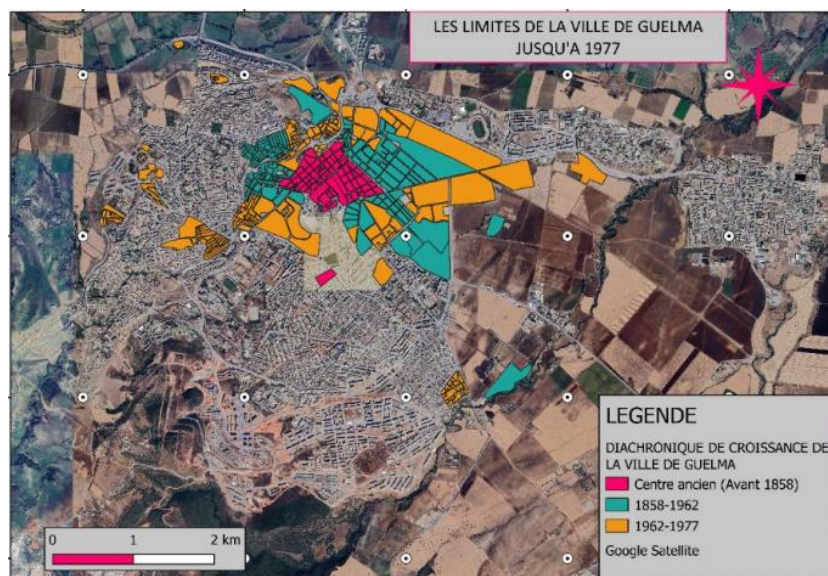 LES LIMITES DE LA VILLE DE GUELMA
JUSQU'A 1977
LEGENDE
DIACHRONIQUE DE CROISSANCE DE
LA VILLE DE GUELMA
Centre ancien (Avant 1858)
1858-1962
1962-1977
Google Satellite
0 1 2 km